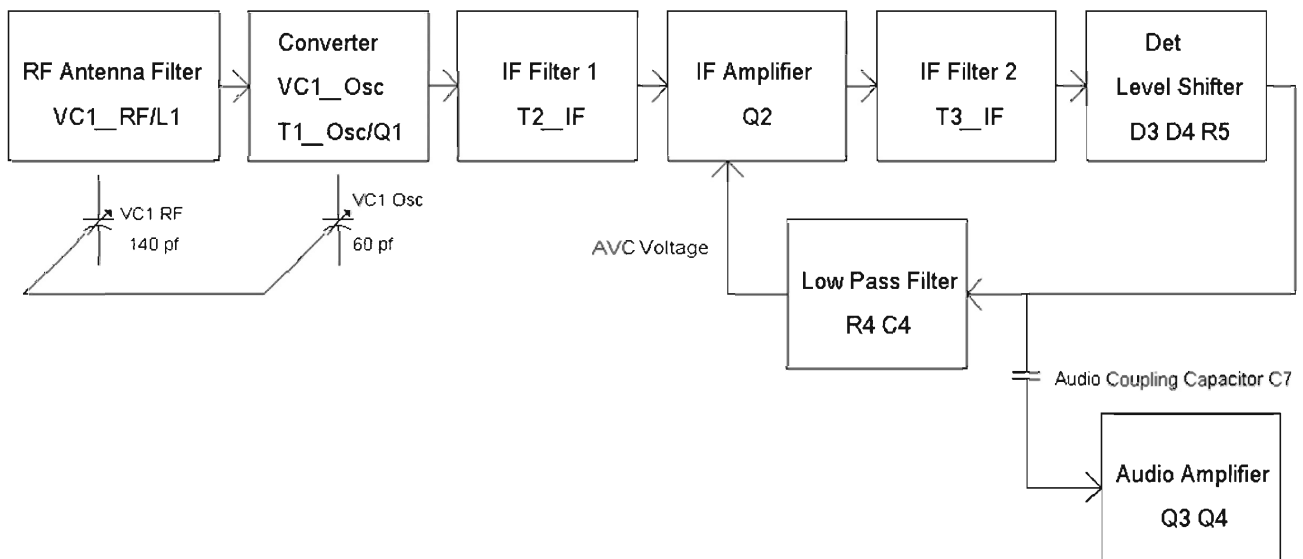 RF Antenna Filter
VC1__RF/L1
Converter
VC1__Osc
T1__Osc/Q1
IF Filter 1
T2__IF
IF Amplifier
Q2
IF Filter 2
T3__IF
Det
Level Shifter
D3 D4 R5
VC1 RF
140 pf
VC1 Osc
60 pf
AVC Voltage
Low Pass Filter
R4 C4
Audio Coupling Capacitor C7
Audio Amplifier
Q3 Q4